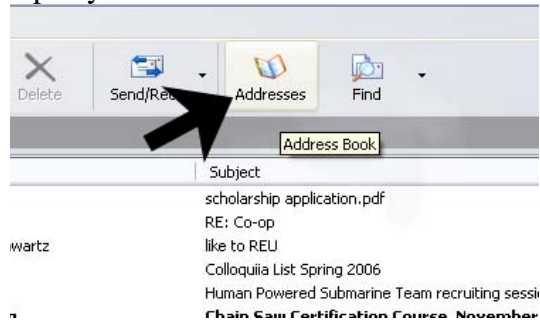 Delete Send/Rec Addresses Find
Address Book
Subject
scholarship application.pdf
RE: Co-op
wartz like to REU
Colloquiia List Spring 2006
Human Powered Submarine Team recruiting sessi
Chain Saw Certification Course, November